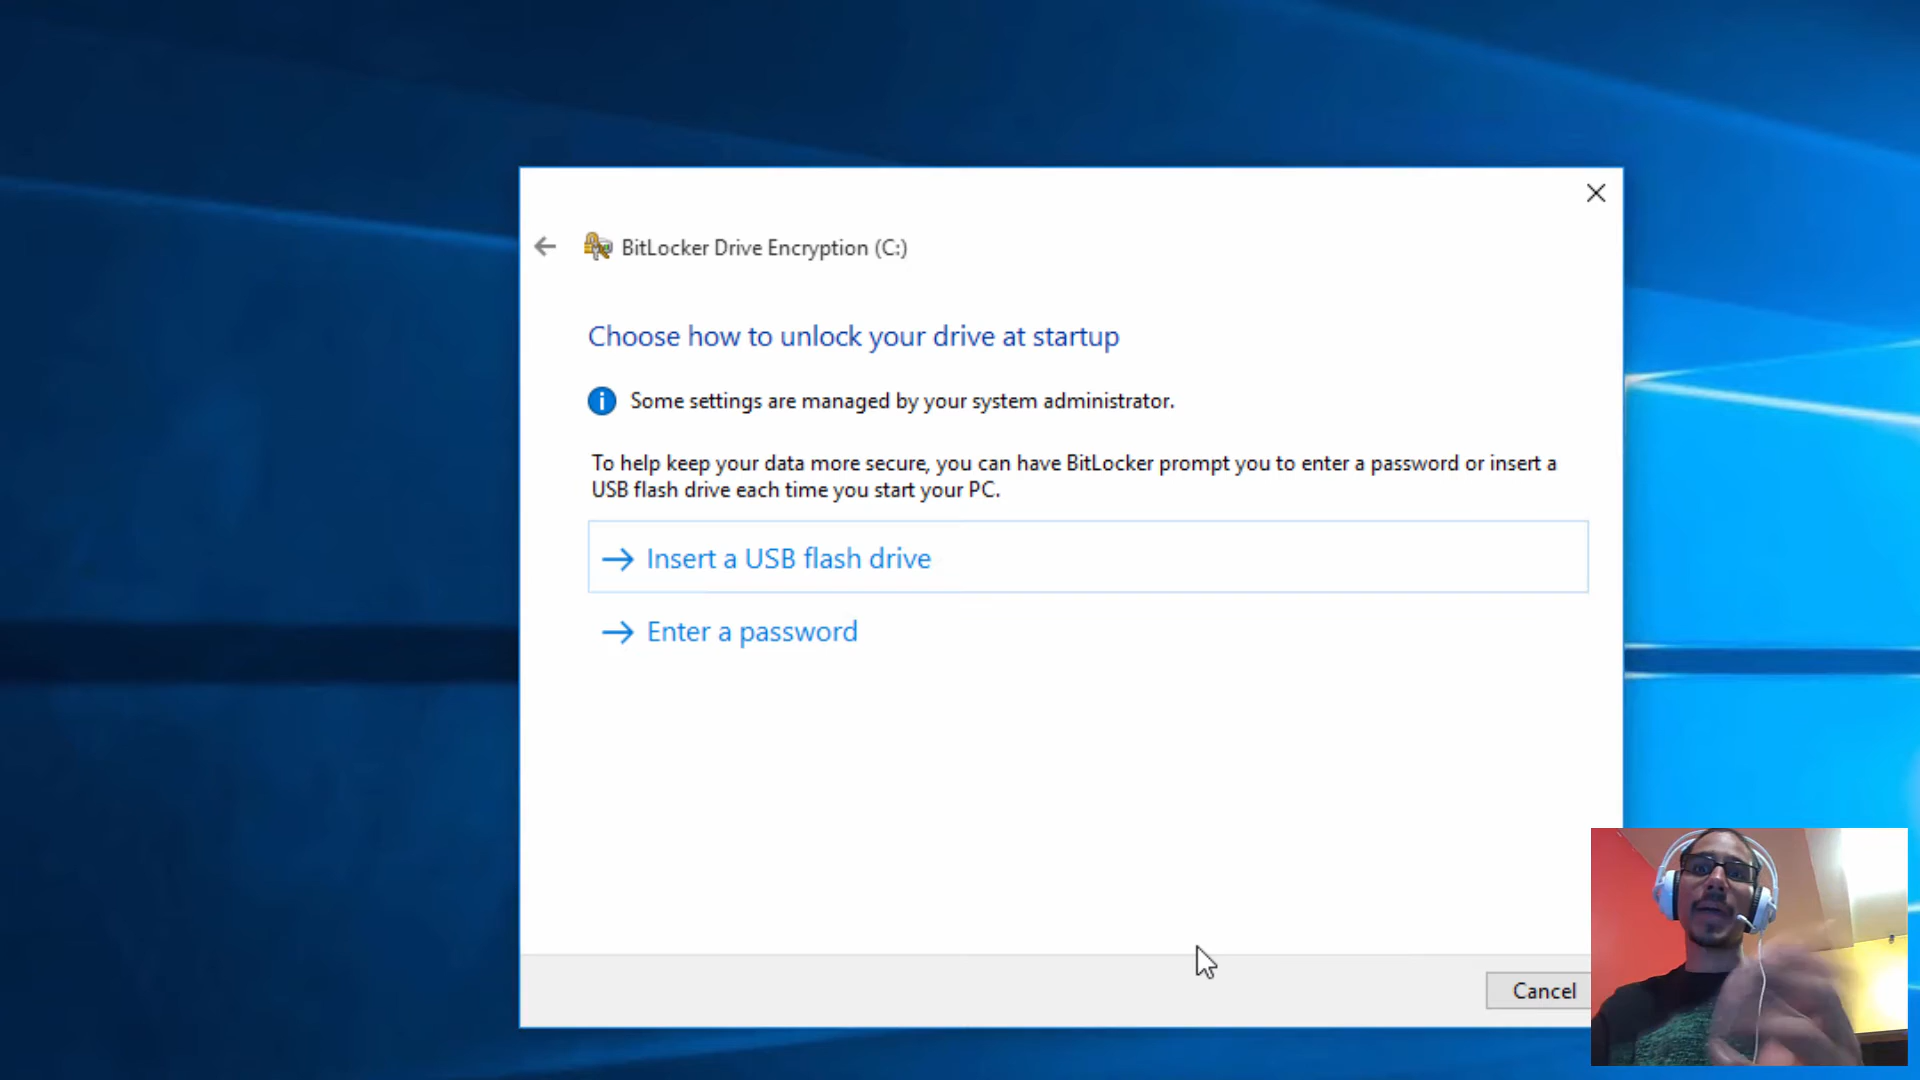 BitLocker Drive Encryption (C:)
Choose how to unlock your drive at startup
Some settings are managed by your system administrator.
To help keep your data more secure, you can have BitLocker prompt you to enter a password or insert a
USB flash drive each time you start your PC.
Insert a USB flash drive
Enter a password
Cancel